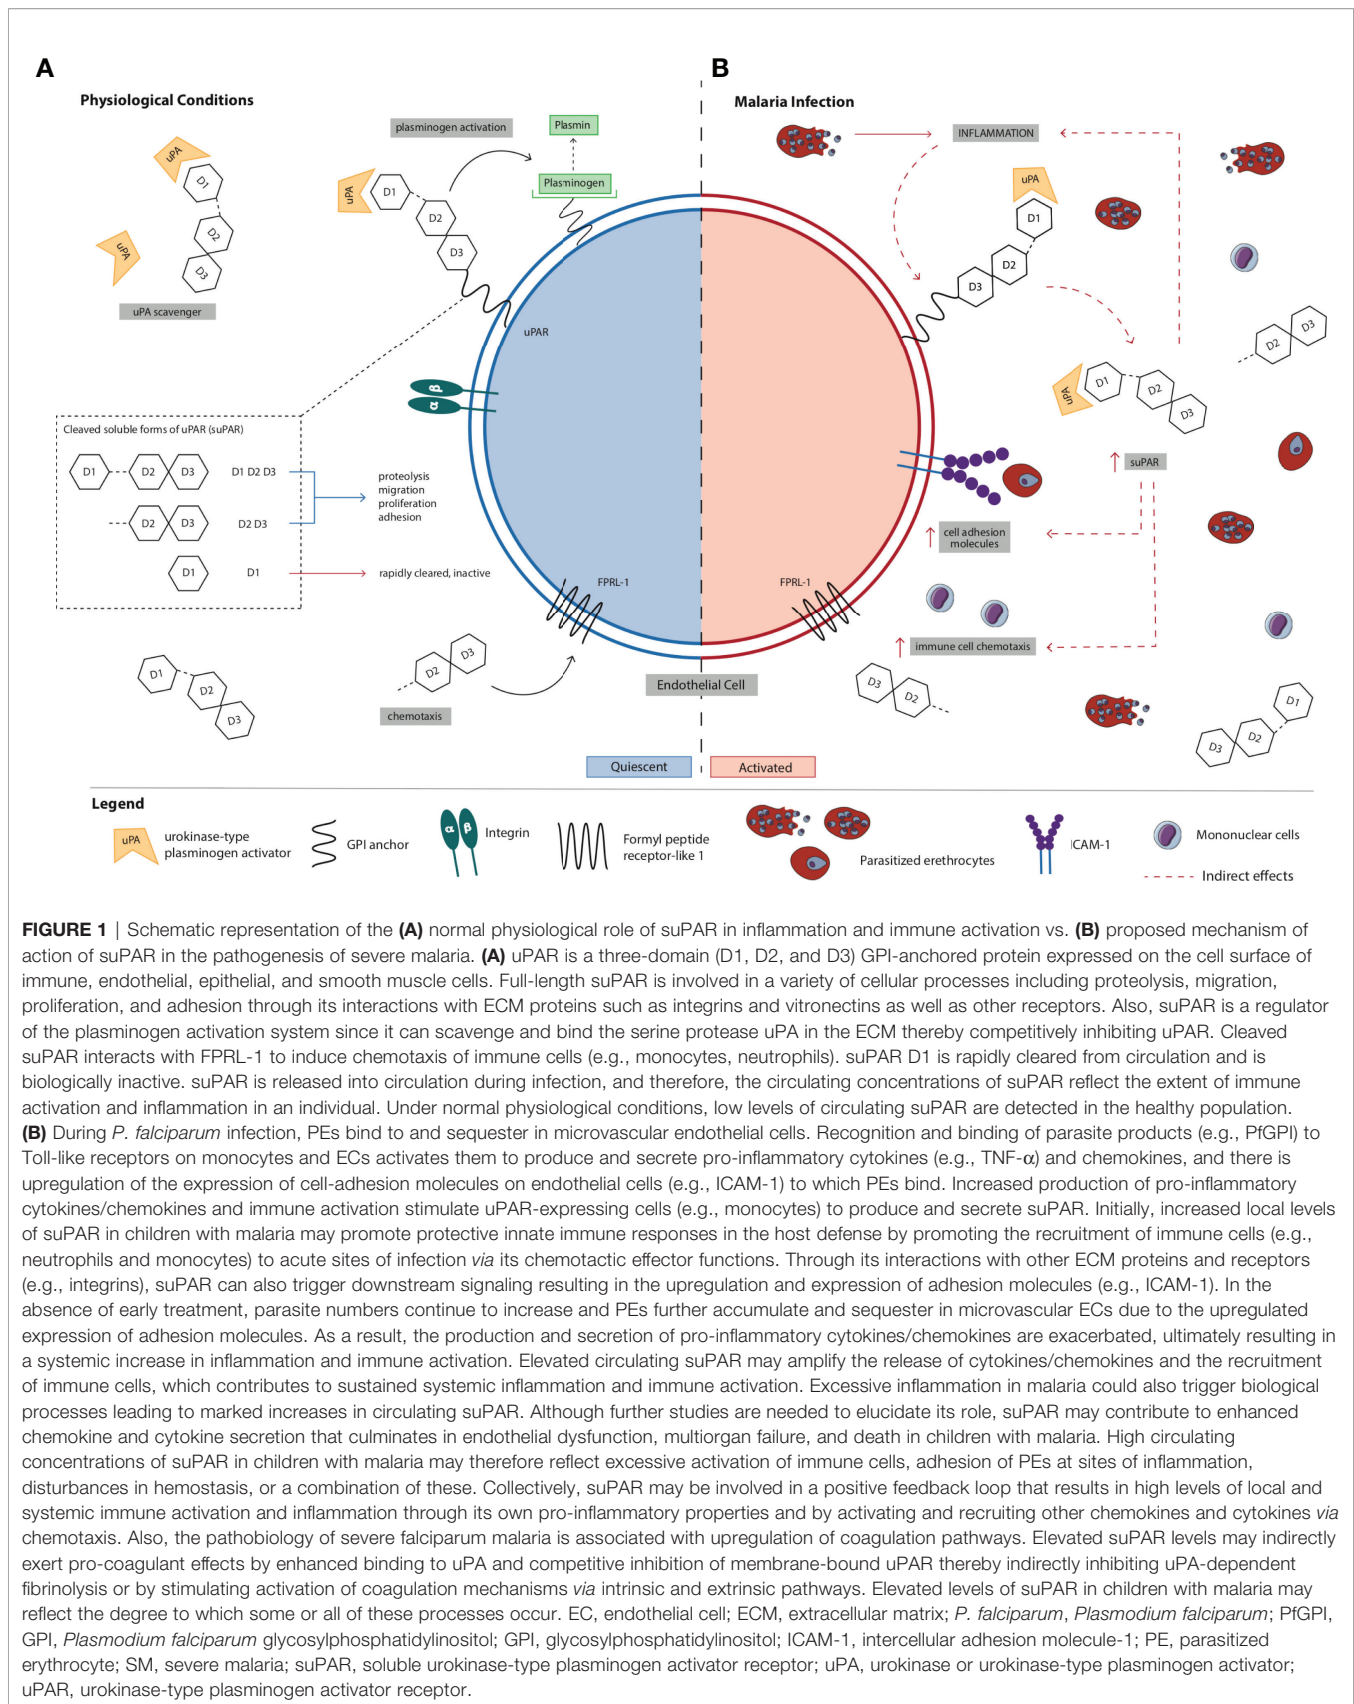 A
B
Physiological Conditions
Malaria Infection
plasminogen activation
Plasmin
Plasminogen
INFLAMMATION
uPA
D1
D2
D3
uPA
uPA scavenger
uPA
D1
D2
D3
uPAR
β
α
uPA
D1
D2
D3
D2
D3
uPA
D1
D2
D3
suPAR
Cleaved soluble forms of uPAR (suPAR)
D1 D2 D3 D1 D2 D3
D2 D3 D2 D3
D1 D1
proteolysis
migration
proliferation
adhesion
rapidly cleared, inactive
cell adhesion
molecules
FPRL-1
FPRL-1
immune cell chemotaxis
D1
D2
D3
D2
D3
chemotaxis
Endothelial Cell
D3
D2
D1
D2
D3
Quiescent
Activated
Legend
uPA
urokinase-type
plasminogen activator
GPI anchor
α β
Integrin
Formyl peptide
receptor-like 1
Parasitized erethrocytes
ICAM-1
Mononuclear cells
Indirect effects
FIGURE 1 | Schematic representation of the (A) normal physiological role of suPAR in inflammation and immune activation vs. (B) proposed mechanism of
action of suPAR in the pathogenesis of severe malaria. (A) uPAR is a three-domain (D1, D2, and D3) GPI-anchored protein expressed on the cell surface of
immune, endothelial, epithelial, and smooth muscle cells. Full-length suPAR is involved in a variety of cellular processes including proteolysis, migration,
proliferation, and adhesion through its interactions with ECM proteins such as integrins and vitronectins as well as other receptors. Also, suPAR is a regulator
of the plasminogen activation system since it can scavenge and bind the serine protease uPA in the ECM thereby competitively inhibiting uPAR. Cleaved
suPAR interacts with FPRL-1 to induce chemotaxis of immune cells (e.g., monocytes, neutrophils). suPAR D1 is rapidly cleared from circulation and is
biologically inactive. suPAR is released into circulation during infection, and therefore, the circulating concentrations of suPAR reflect the extent of immune
activation and inflammation in an individual. Under normal physiological conditions, low levels of circulating suPAR are detected in the healthy population.
(B) During P. falciparum infection, PEs bind to and sequester in microvascular endothelial cells. Recognition and binding of parasite products (e.g., PfGPI) to
Toll-like receptors on monocytes and ECs activates them to produce and secrete pro-inflammatory cytokines (e.g., TNF-α) and chemokines, and there is
upregulation of the expression of cell-adhesion molecules on endothelial cells (e.g., ICAM-1) to which PEs bind. Increased production of pro-inflammatory
cytokines/chemokines and immune activation stimulate uPAR-expressing cells (e.g., monocytes) to produce and secrete suPAR. Initially, increased local levels
of suPAR in children with malaria may promote protective innate immune responses in the host defense by promoting the recruitment of immune cells (e.g.,
neutrophils and monocytes) to acute sites of infection via its chemotactic effector functions. Through its interactions with other ECM proteins and receptors
(e.g., integrins), suPAR can also trigger downstream signaling resulting in the upregulation and expression of adhesion molecules (e.g., ICAM-1). In the
absence of early treatment, parasite numbers continue to increase and PEs further accumulate and sequester in microvascular ECs due to the upregulated
expression of adhesion molecules. As a result, the production and secretion of pro-inflammatory cytokines/chemokines are exacerbated, ultimately resulting in
a systemic increase in inflammation and immune activation. Elevated circulating suPAR may amplify the release of cytokines/chemokines and the recruitment
of immune cells, which contributes to sustained systemic inflammation and immune activation. Excessive inflammation in malaria could also trigger biological
processes leading to marked increases in circulating suPAR. Although further studies are needed to elucidate its role, suPAR may contribute to enhanced
chemokine and cytokine secretion that culminates in endothelial dysfunction, multiorgan failure, and death in children with malaria. High circulating
concentrations of suPAR in children with malaria may therefore reflect excessive activation of immune cells, adhesion of PEs at sites of inflammation,
disturbances in hemostasis, or a combination of these. Collectively, suPAR may be involved in a positive feedback loop that results in high levels of local and
systemic immune activation and inflammation through its own pro-inflammatory properties and by activating and recruiting other chemokines and cytokines via
chemotaxis. Also, the pathobiology of severe falciparum malaria is associated with upregulation of coagulation pathways. Elevated suPAR levels may indirectly
exert pro-coagulant effects by enhanced binding to uPA and competitive inhibition of membrane-bound uPAR thereby indirectly inhibiting uPA-dependent
fibrinolysis or by stimulating activation of coagulation mechanisms via intrinsic and extrinsic pathways. Elevated levels of suPAR in children with malaria may
reflect the degree to which some or all of these processes occur. EC, endothelial cell; ECM, extracellular matrix; P. falciparum, Plasmodium falciparum; PfGPI,
GPI, Plasmodium falciparum glycosylphosphatidylinositol; GPI, glycosylphosphatidylinositol; ICAM-1, intercellular adhesion molecule-1; PE, parasitized
erythrocyte; SM, severe malaria; suPAR, soluble urokinase-type plasminogen activator receptor; uPA, urokinase or urokinase-type plasminogen activator;
uPAR, urokinase-type plasminogen activator receptor.